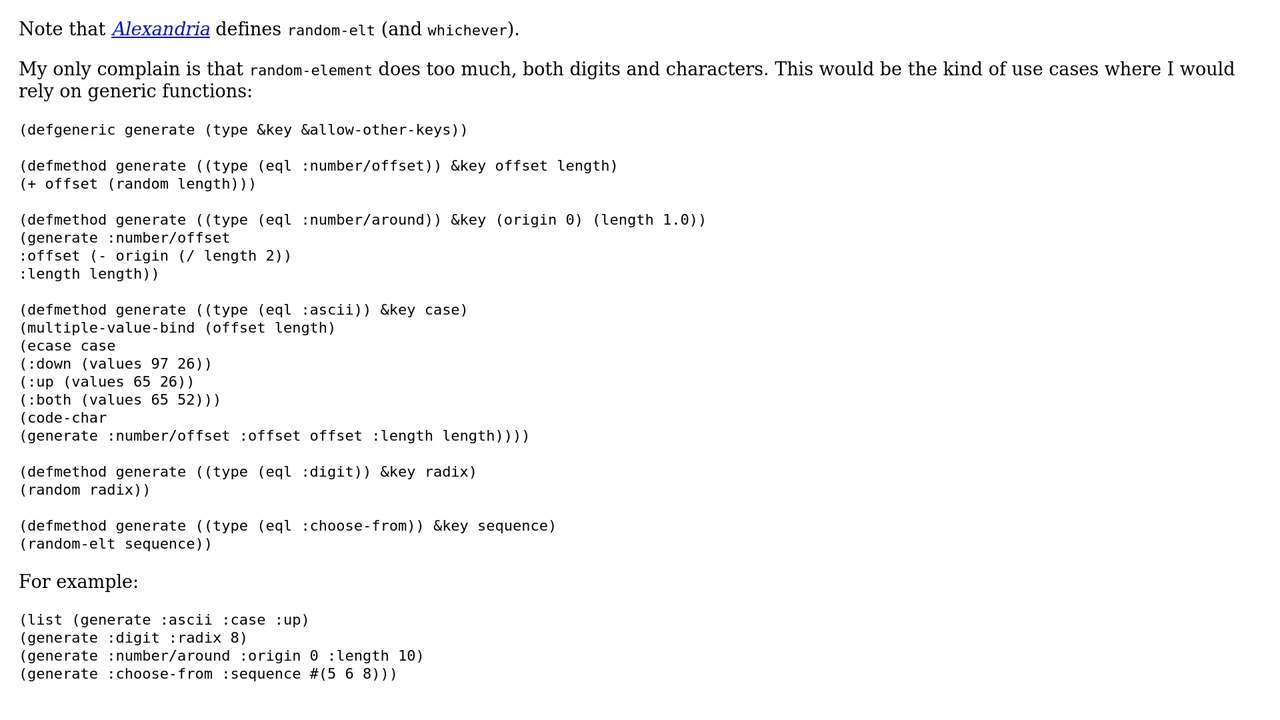 Note that Alexandria defines random-elt (and whichever).
My only complain is that random-element does too much, both digits and characters. This would be the kind of use cases where I would
rely on generic functions:
(defgeneric generate (type &key &allow-other-keys))
(defmethod generate ((type (eql :number/offset)) &key offset length)
(+ offset (random length)))
(defmethod generate ((type (eql :number/around)) &key (origin 0) (length 1.0))
(generate :number/offset
:offset (- origin (/ length 2))
:length length))
(defmethod generate ((type (eql :ascii)) &key case)
(multiple-value-bind (offset length)
(ecase case
(:down (values 97 26))
(:up (values 65 26))
(:both (values 65 52)))
(code-char
(generate :number/offset :offset offset :length length))))
(defmethod generate ((type (eql :digit)) &key radix)
(random radix))
(defmethod generate ((type (eql :choose-from)) &key sequence)
(random-elt sequence))
For example:
(list (generate :ascii :case :up)
(generate :digit :radix 8)
(generate :number/around :origin 0 :length 10)
(generate :choose-from :sequence #(5 6 8)))